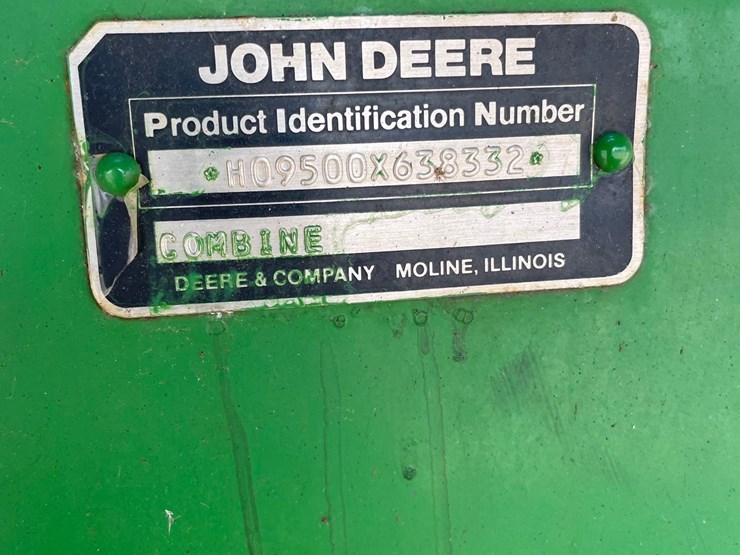 JOHN DEERE
Product Identification Number
*H09500X638332*
COMBINE
DEERE & COMPANY MOLINE, ILLINOIS